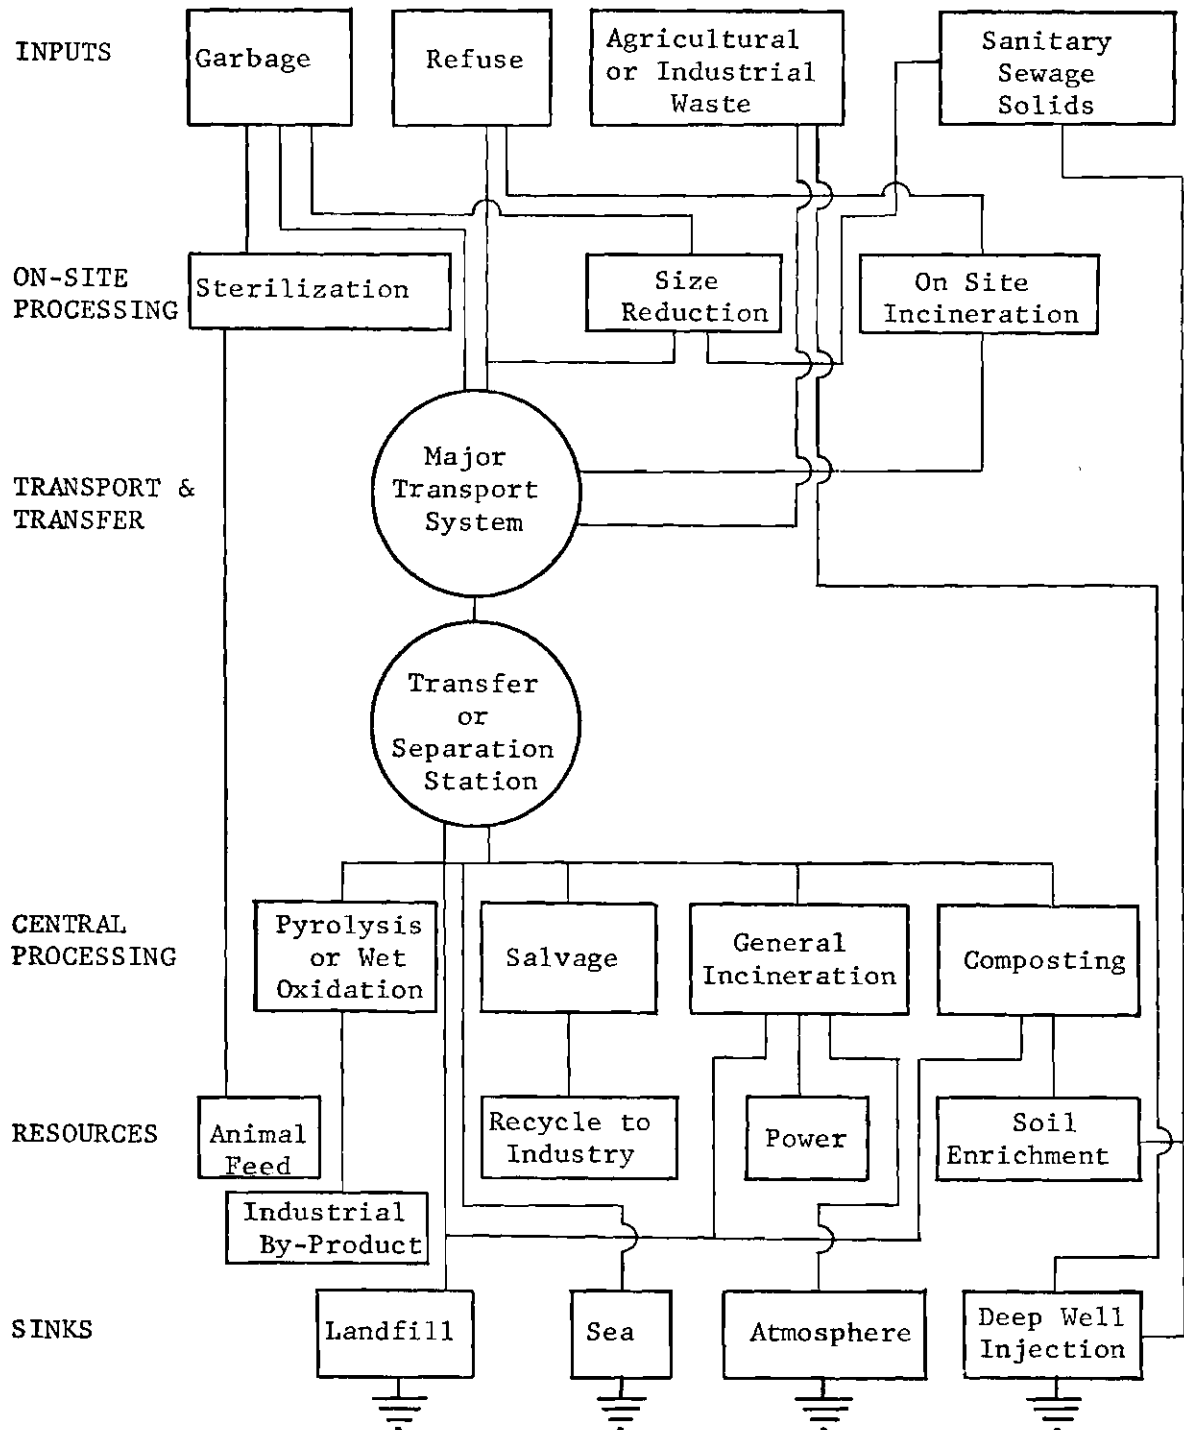 INPUTS
Garbage
Refuse
Agricultural
or Industrial
Waste
Sanitary
Sewage
Solids
ON-SITE
PROCESSING
Sterilization
Size
Reduction
On Site
Incineration
TRANSPORT &
TRANSFER
Major
Transport
System
Transfer
or
Separation
Station
CENTRAL
PROCESSING
Pyrolysis
or Wet
Oxidation
Salvage
General
Incineration
Composting
RESOURCES
Animal
Feed
Recycle to
Industry
Power
Soil
Enrichment
Industrial
By-Product
SINKS
Landfill
Sea
Atmosphere
Deep Well
Injection